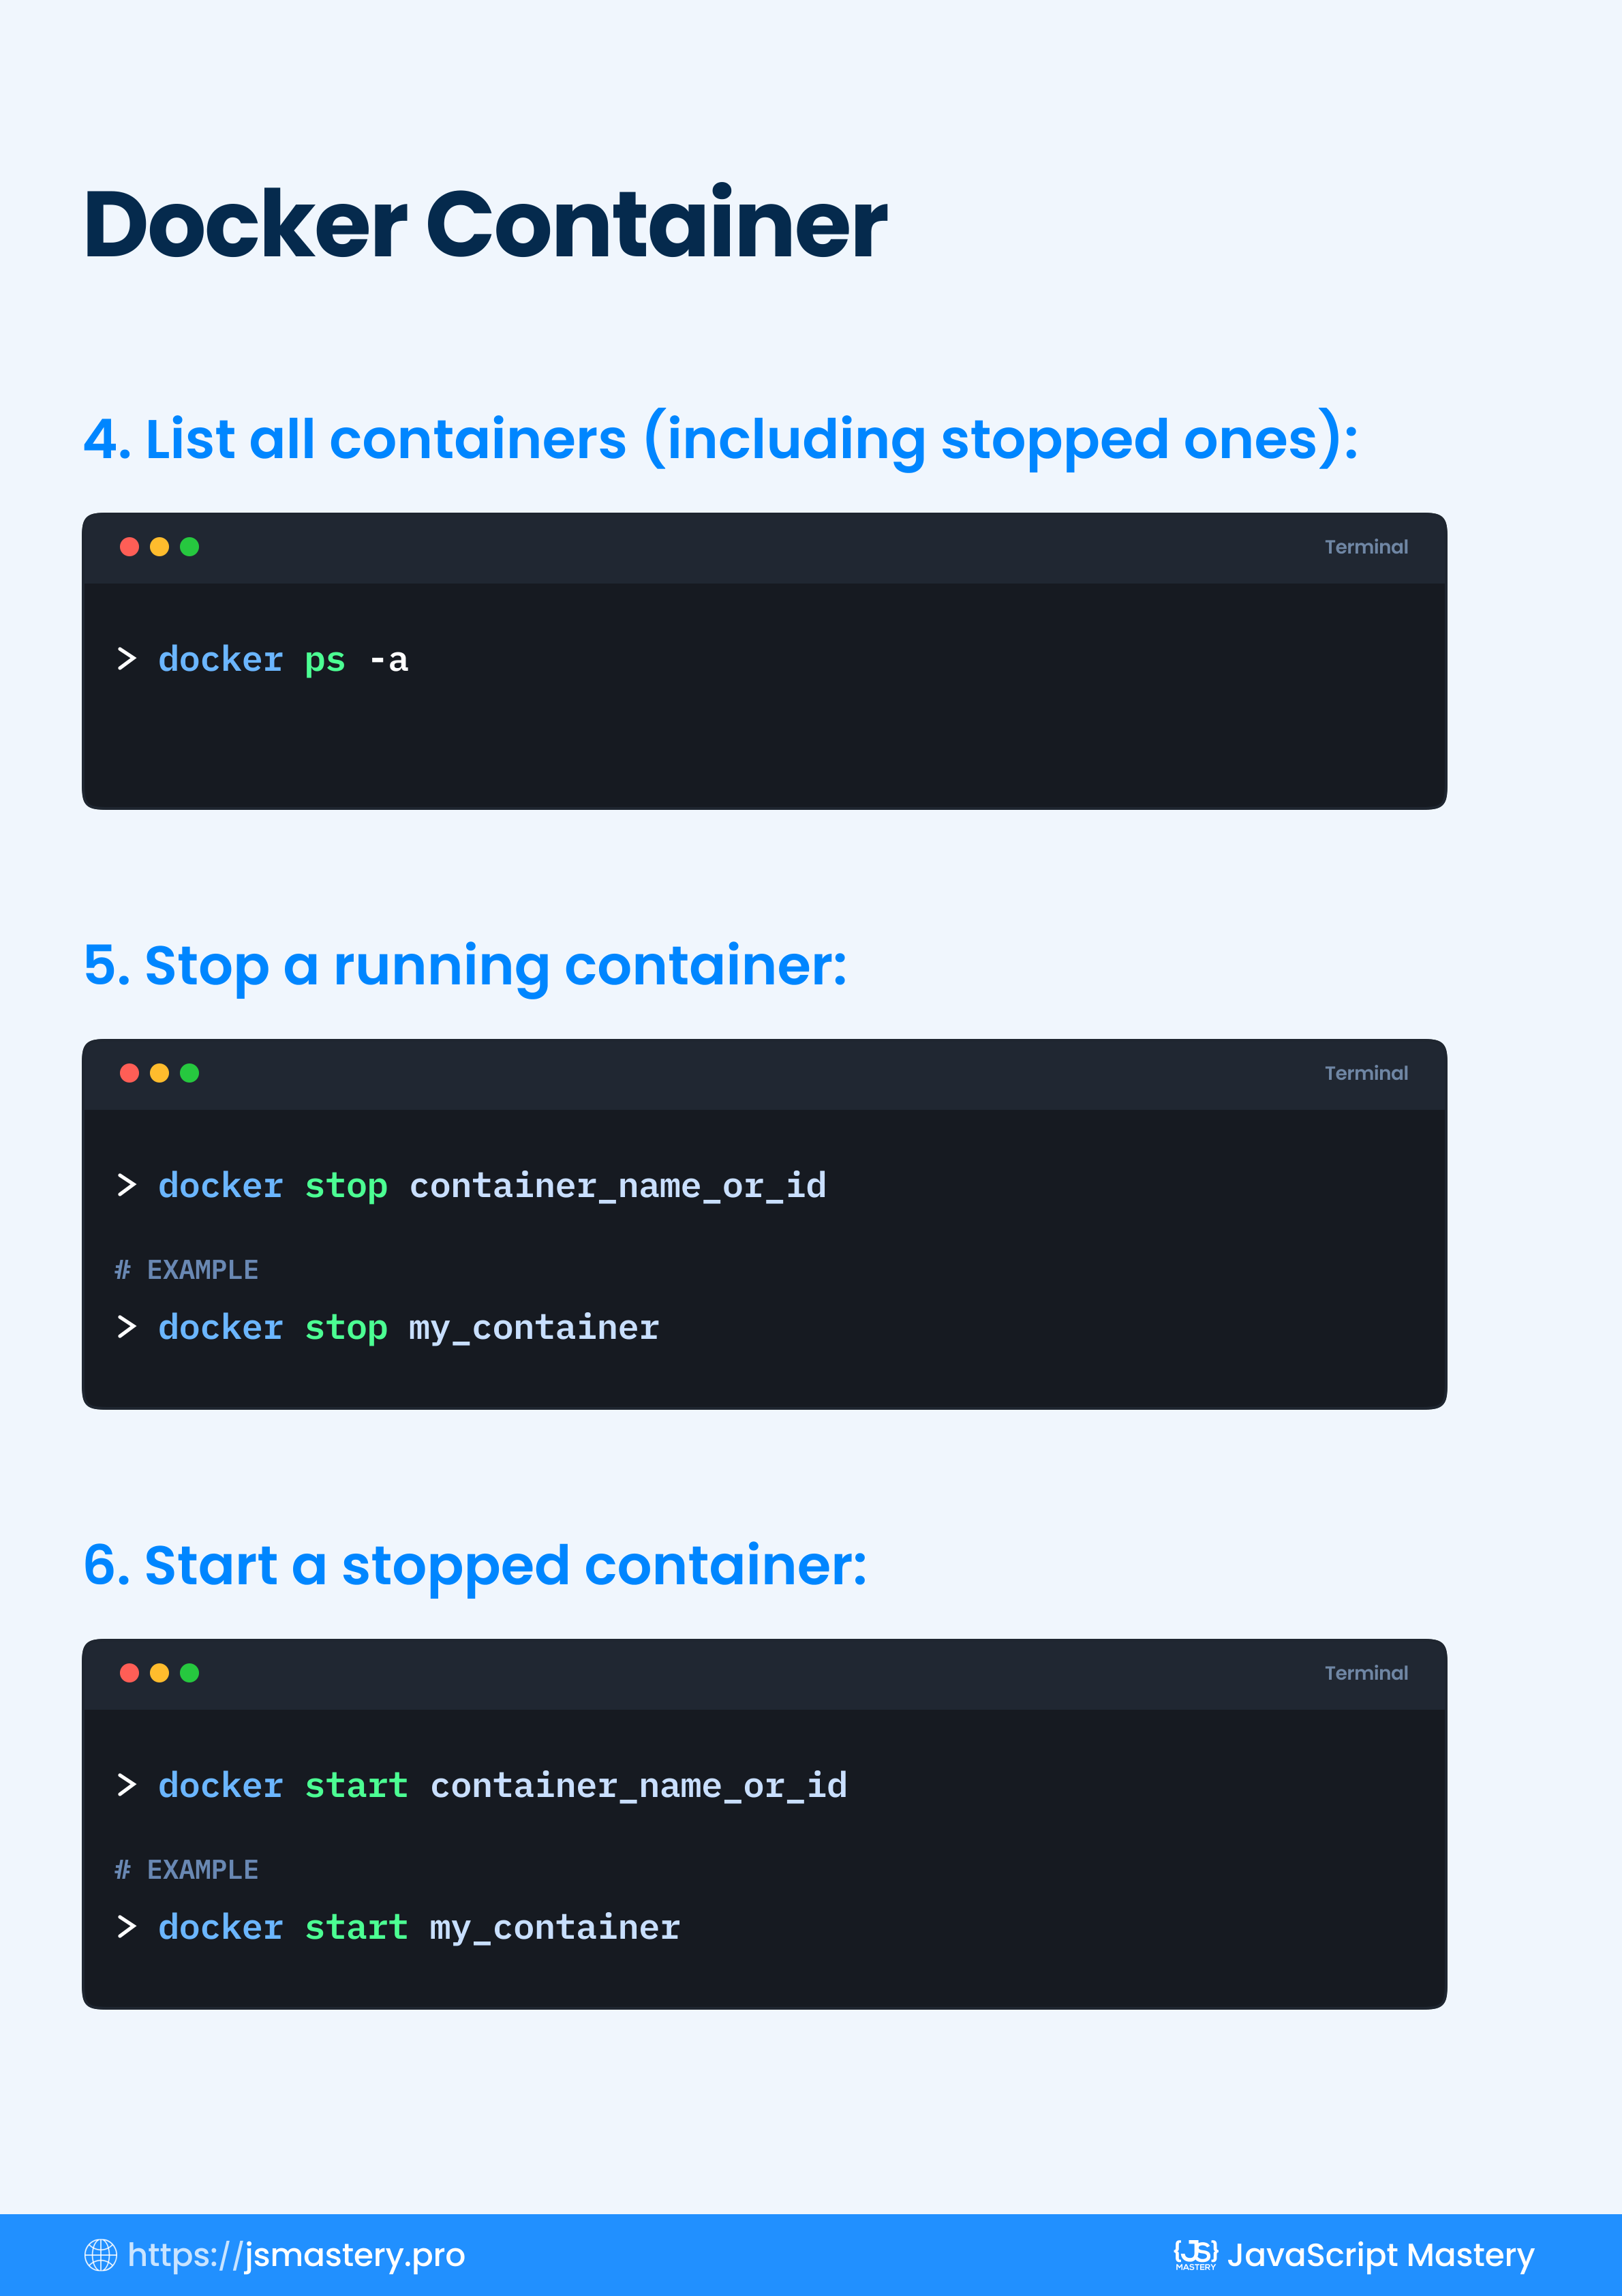 Docker Container
4. List all containers (including stopped ones):
Terminal
> docker ps -a
5. Stop a running container:
Terminal
> docker stop container_name_or_id
# EXAMPLE
> docker stop my_container
6. Start a stopped container:
Terminal
> docker start container_name_or_id
# EXAMPLE
> docker start my_container
https://jsmastery.pro
{JS}
MASTERY
JavaScript Mastery